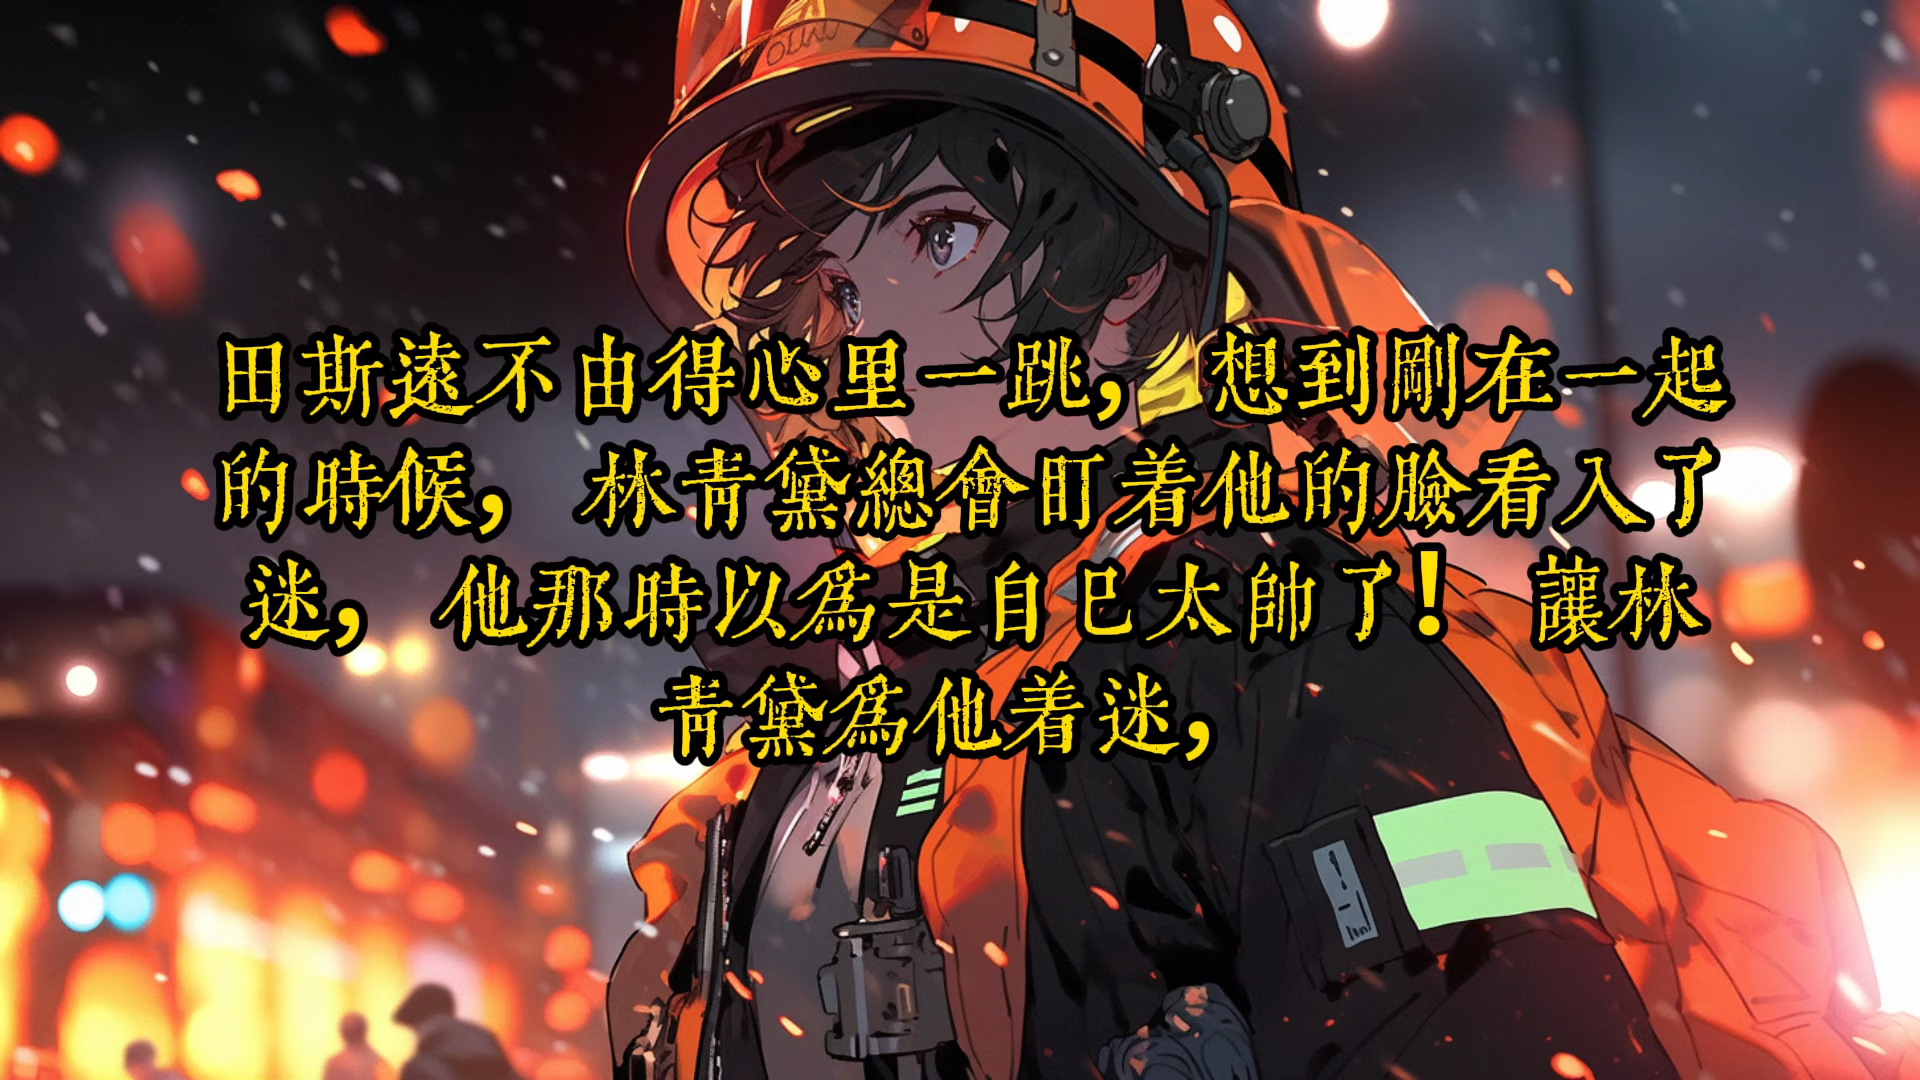 田斯遠不由得心里一跳，想到剛在一起
的時候，林青黛總會盯着他的臉看入了
迷，他那時以爲是自已太帥了！讓林
青黛爲他着迷，